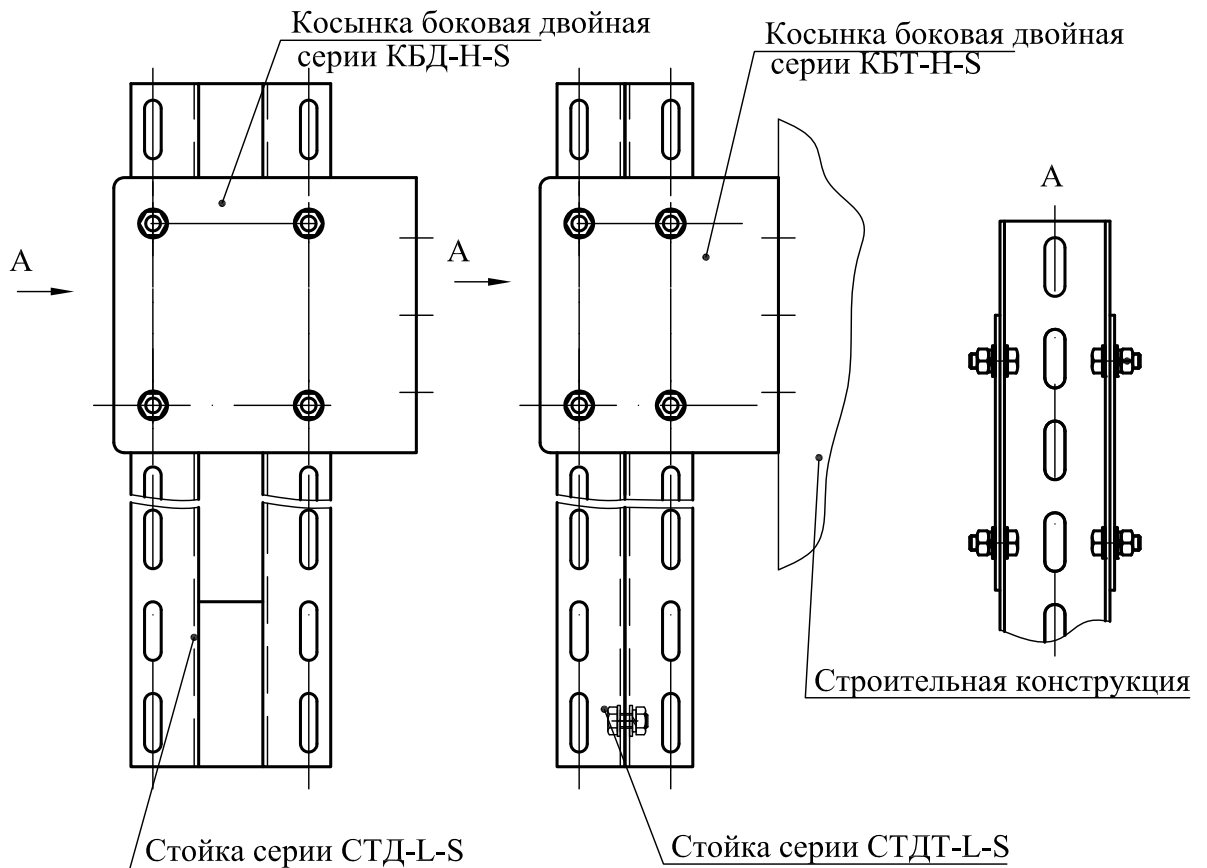 Косынка боковая двойная
серии КБД-Н-S
Косынка боковая двойная
серии КБТ-Н-S
А
А
А
Строительная конструкция
Стойка серии СТД-L-S
Стойка серии СТДТ-L-S